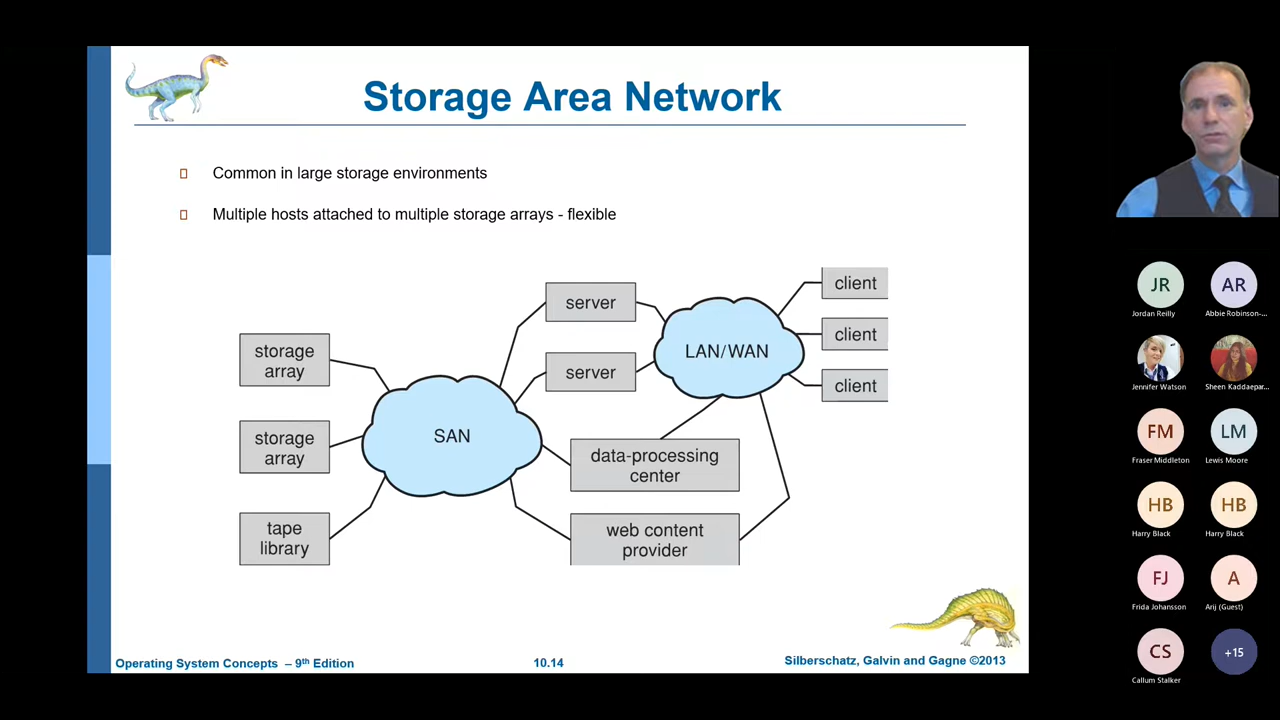 Storage Area Network
Common in large storage environments
Multiple hosts attached to multiple storage arrays - flexible
storage
array
storage
array
tape
library
SAN
server
server
data-processing
center
web content
provider
LAN/WAN
client
client
client
Operating System Concepts – 9th Edition
10.14
Silberschatz, Galvin and Gagne ©2013
JR
Jordan Reilly
AR
Abbie Robinson-...
Jennifer Watson
Sheen Kaddaepar...
FM
Fraser Middleton
LM
Lewis Moore
HB
Harry Black
HB
Harry Black
FJ
Frida Johansson
A
Arij (Guest)
CS
Callum Stalker
+15